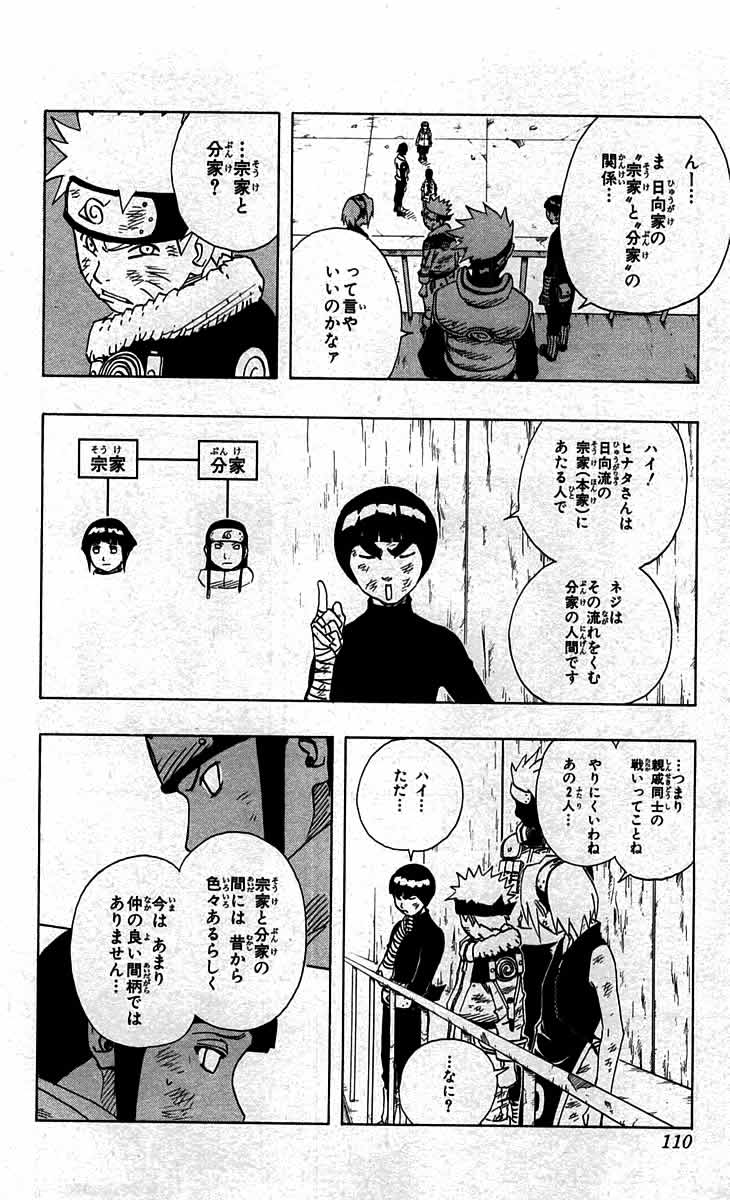 んー…
ま 日向家の
〝宗家〟と〝分家〟の
関係…
って言や
いいのかなァ
…宗家と
分家？
ハイ！
ヒナタさんは
日向流の
宗家（本家）に
あたる人で
ネジは
その流れをくむ
分家の人間です
宗家
分家
…つまり
親戚同士の
戦いってことね
やりにくいわね
あの2人…
ハイ…
ただ…
…なに？
宗家と分家の
間には 昔から
色々あるらしく
今は あまり
仲の良い間柄では
ありません…
110